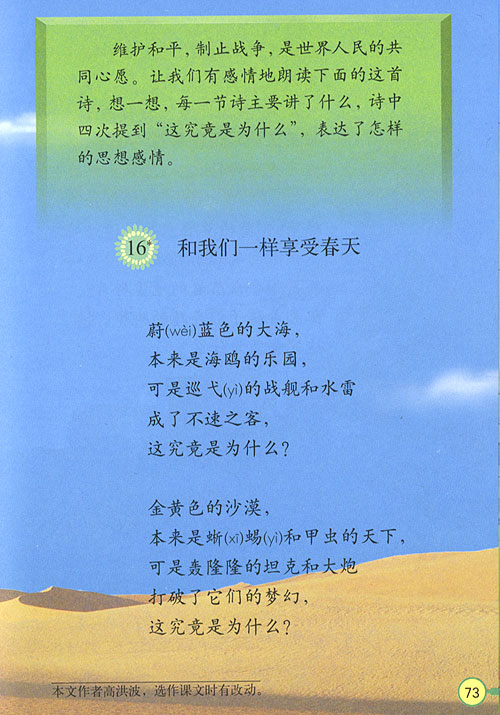 维护和平，制止战争，是世界人民的共
同心愿。让我们有感情地朗读下面的这首
诗，想一想，每一节诗主要讲了什么，诗中
四次提到“这究竟是为什么”，表达了怎样
的思想感情。
16* 和我们一样享受春天
蔚(wèi)蓝色的大海，
本来是海鸥的乐园，
可是巡弋(yì)的战舰和水雷
成了不速之客，
这究竟是为什么？
金黄色的沙漠，
本来是蜥(xī)蜴(yì)和甲虫的天下，
可是轰隆隆的坦克和大炮
打破了它们的梦幻，
这究竟是为什么？
本文作者高洪波，选作课文时有改动。
73